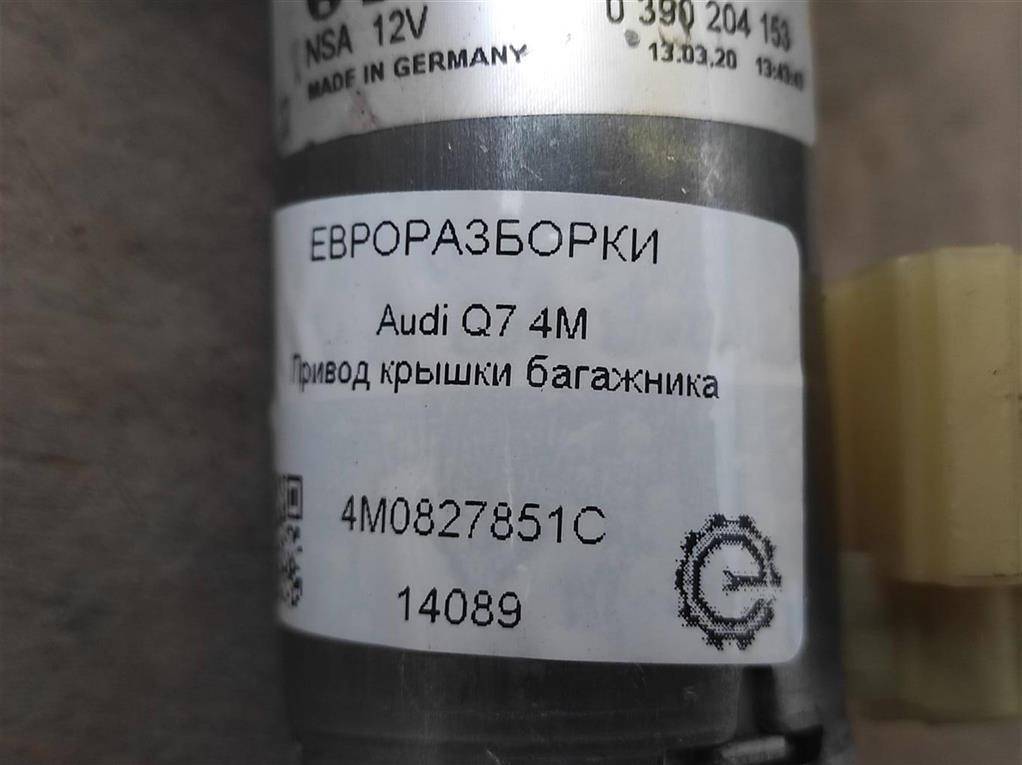 NSA 12V
0 390 204 153
MADE IN GERMANY
13.03.20
ЕВРОРАЗБОРКИ
Audi Q7 4M
Привод крышки багажника
4M0827851C
14089